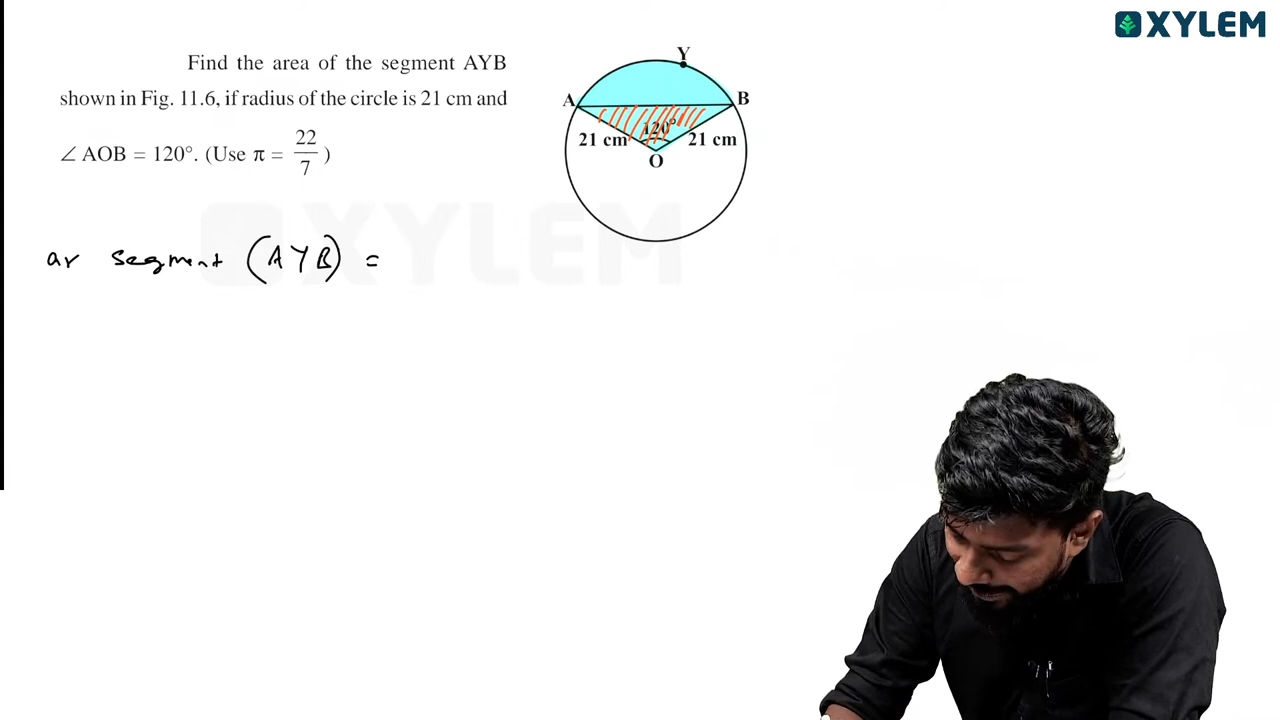 XYLEM
Find the area of the segment AYB
shown in Fig. 11.6, if radius of the circle is 21 cm and
∠ AOB = 120°. (Use π = 22/7 )
Y
A
B
120°
21 cm
21 cm
O
XYLEM
ar segment (AYB) =